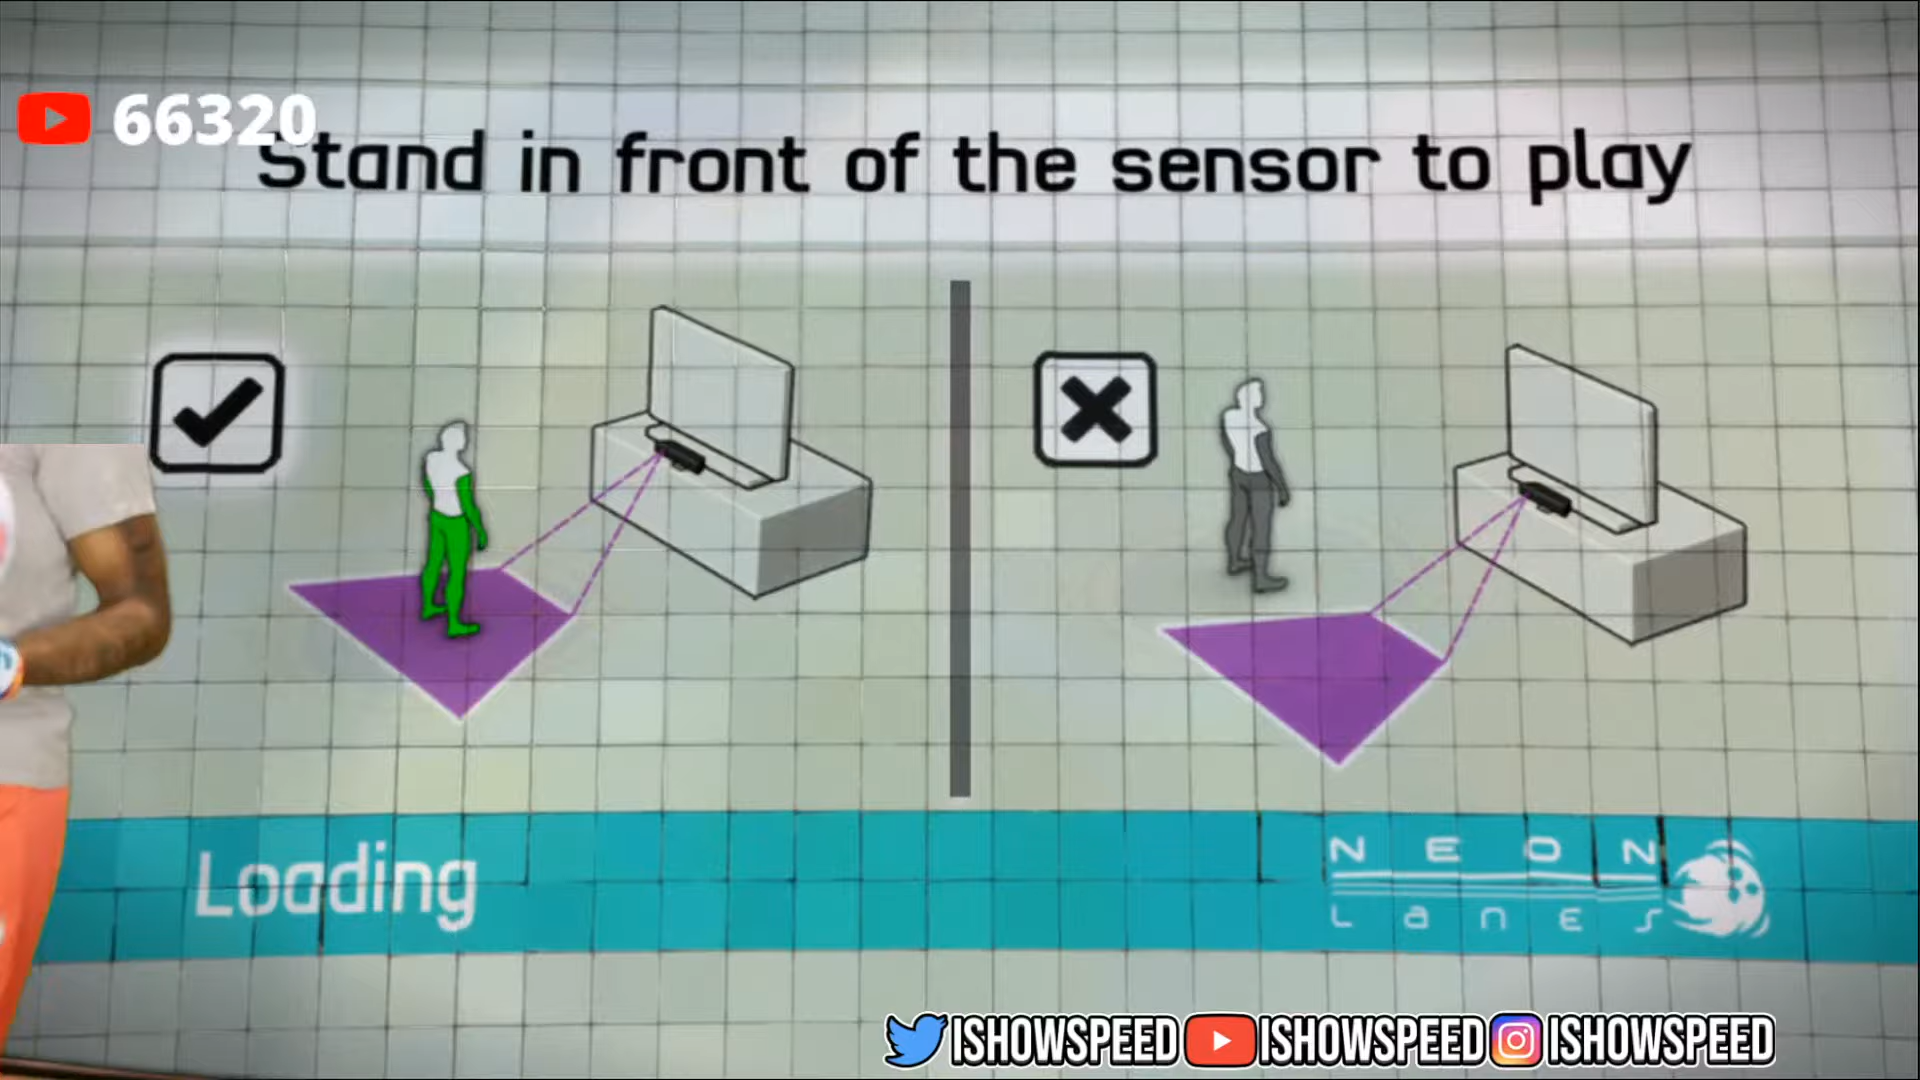 66320
Stand in front of the sensor to play
Loading
NEON
LaNES
ISHOWSPEED ISHOWSPEED ISHOWSPEED